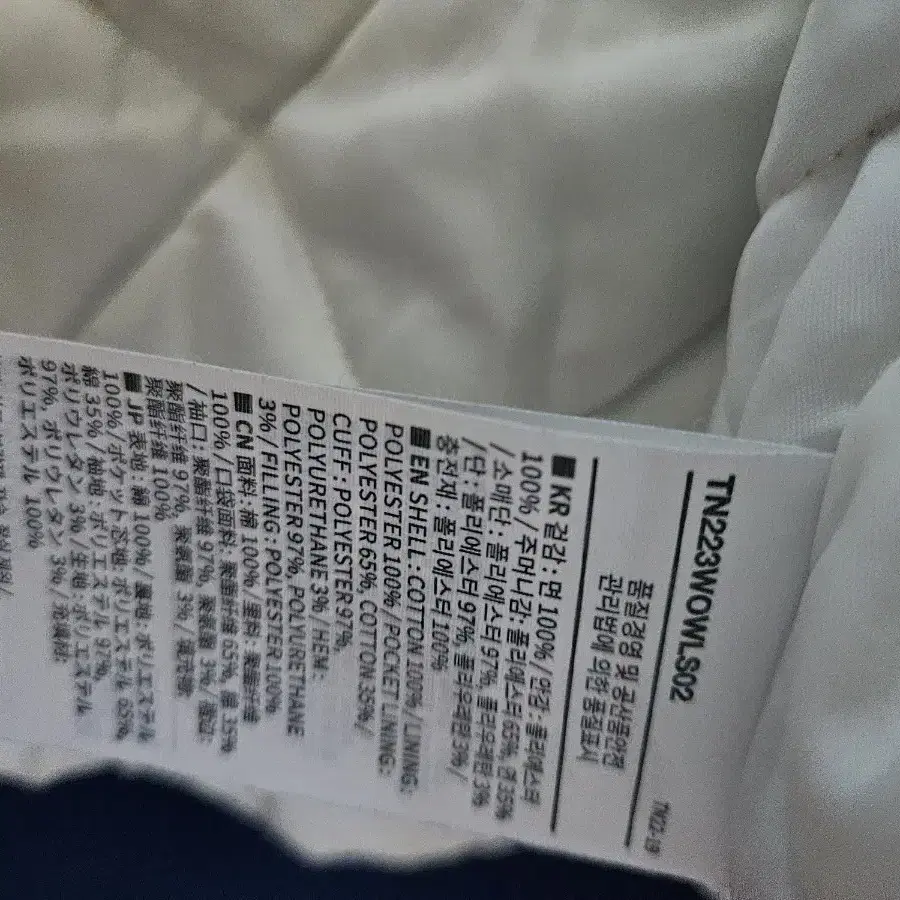 TN223WOWLS02
품질경영 및 공산품안전
관리법에 의한 품질표시
TN22-19
■ KR 겉감 : 면 100% / 안감 : 폴리에스터
100% / 주머니감 : 폴리에스터 65%, 면 35%
/ 소매단 : 폴리에스터 97%, 폴리우레탄 3%
/ 단 : 폴리에스터 97%, 폴리우레탄 3% /
충전재 : 폴리에스터 100%
■ EN SHELL : COTTON 100% / LINING :
POLYESTER 100% / POCKET LINING :
POLYESTER 65%, COTTON 35% /
CUFF : POLYESTER 97%,
POLYURETHANE 3% / HEM :
POLYESTER 97%, POLYURETHANE
3% / FILLING : POLYESTER 100%
■ CN 面料 : 棉 100% / 里料 : 聚酯纤维
100% / 口袋面料 : 聚酯纤维 65%, 棉 35%
/ 袖口 : 聚酯纤维 97%, 聚氨酯 3% /
聚酯纤维 97%, 聚氨酯 3% /
聚酯纤维 100%
■ JP 表地 : 綿 100% / 裏地 : ポリエステル
100% / ポケット 地 : ポリエステル 65%,
綿 35% / 袖地 : ポリエステル 97%,
ポリウレタン 3% / 生地 : ポリエステル
97%, ポリウレタン 3% / 充填材 :
ポリエステル 100%